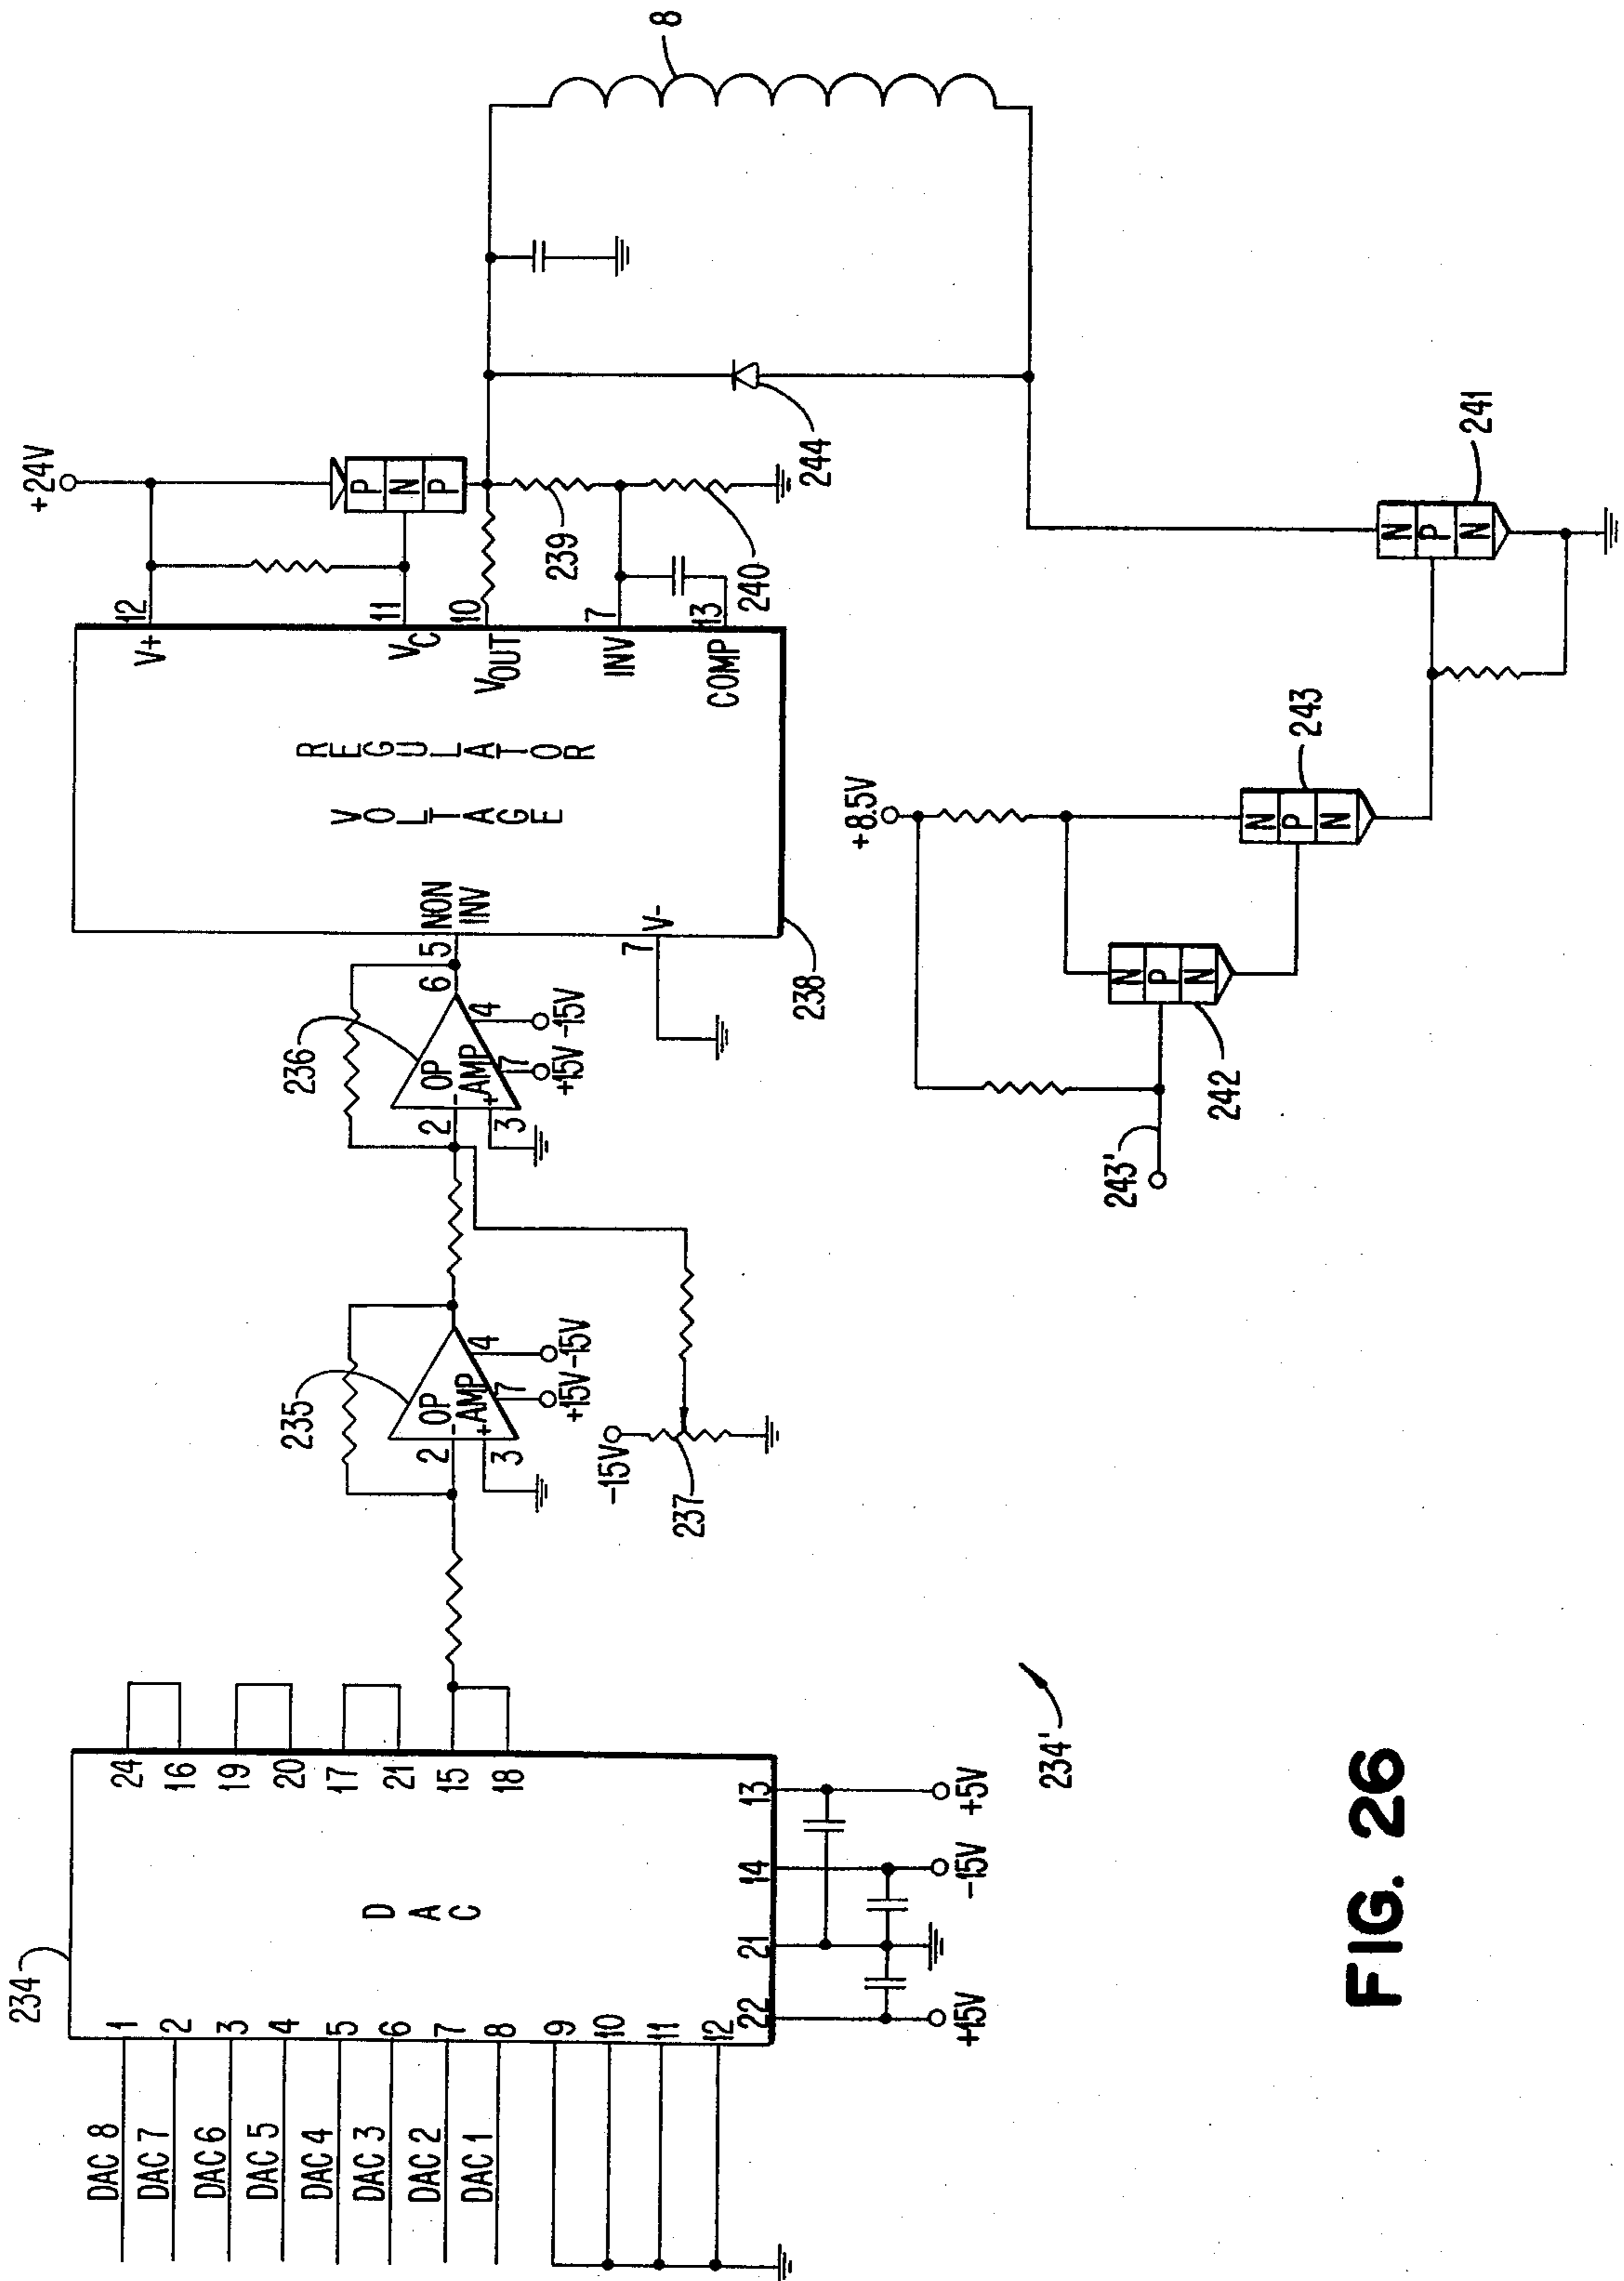 234
DAC 8
DAC 7
DAC 6
DAC 5
DAC 4
DAC 3
DAC 2
DAC 1
1
2
3
4
5
6
7
8
9
10
11
12
DAC
24
16
19
20
17
21
15
18
22
21
14
13
+15V
-15V
+5V
234'
235
2
3
-
+
OP
AMP
7
4
+15V
-15V
-15V
237
236
2
3
-
+
OP
AMP
7
4
6
+15V
-15V
5
NON
INV
7
V-
VOLTAGE
REGULATOR
238
V+
12
VC
11
VOUT
10
INV
7
COMP
13
+24V
P
N
P
239
240
244
8
+8.5V
243'
N
P
N
242
N
P
N
243
N
P
N
241
FIG. 26